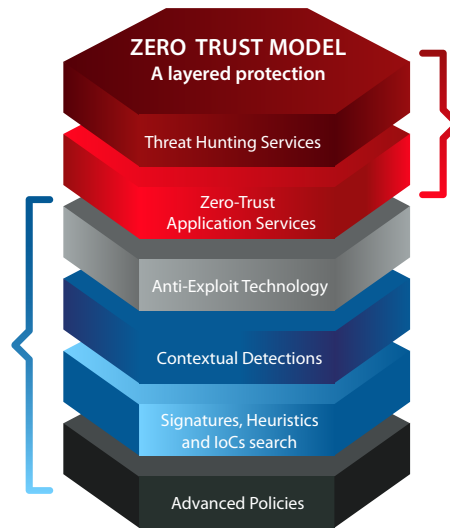 ZERO TRUST MODEL
A layered protection
Threat Hunting Services
Zero-Trust
Application Services
Anti-Exploit Technology
Contextual Detections
Signatures, Heuristics
and IoCs search
Advanced Policies